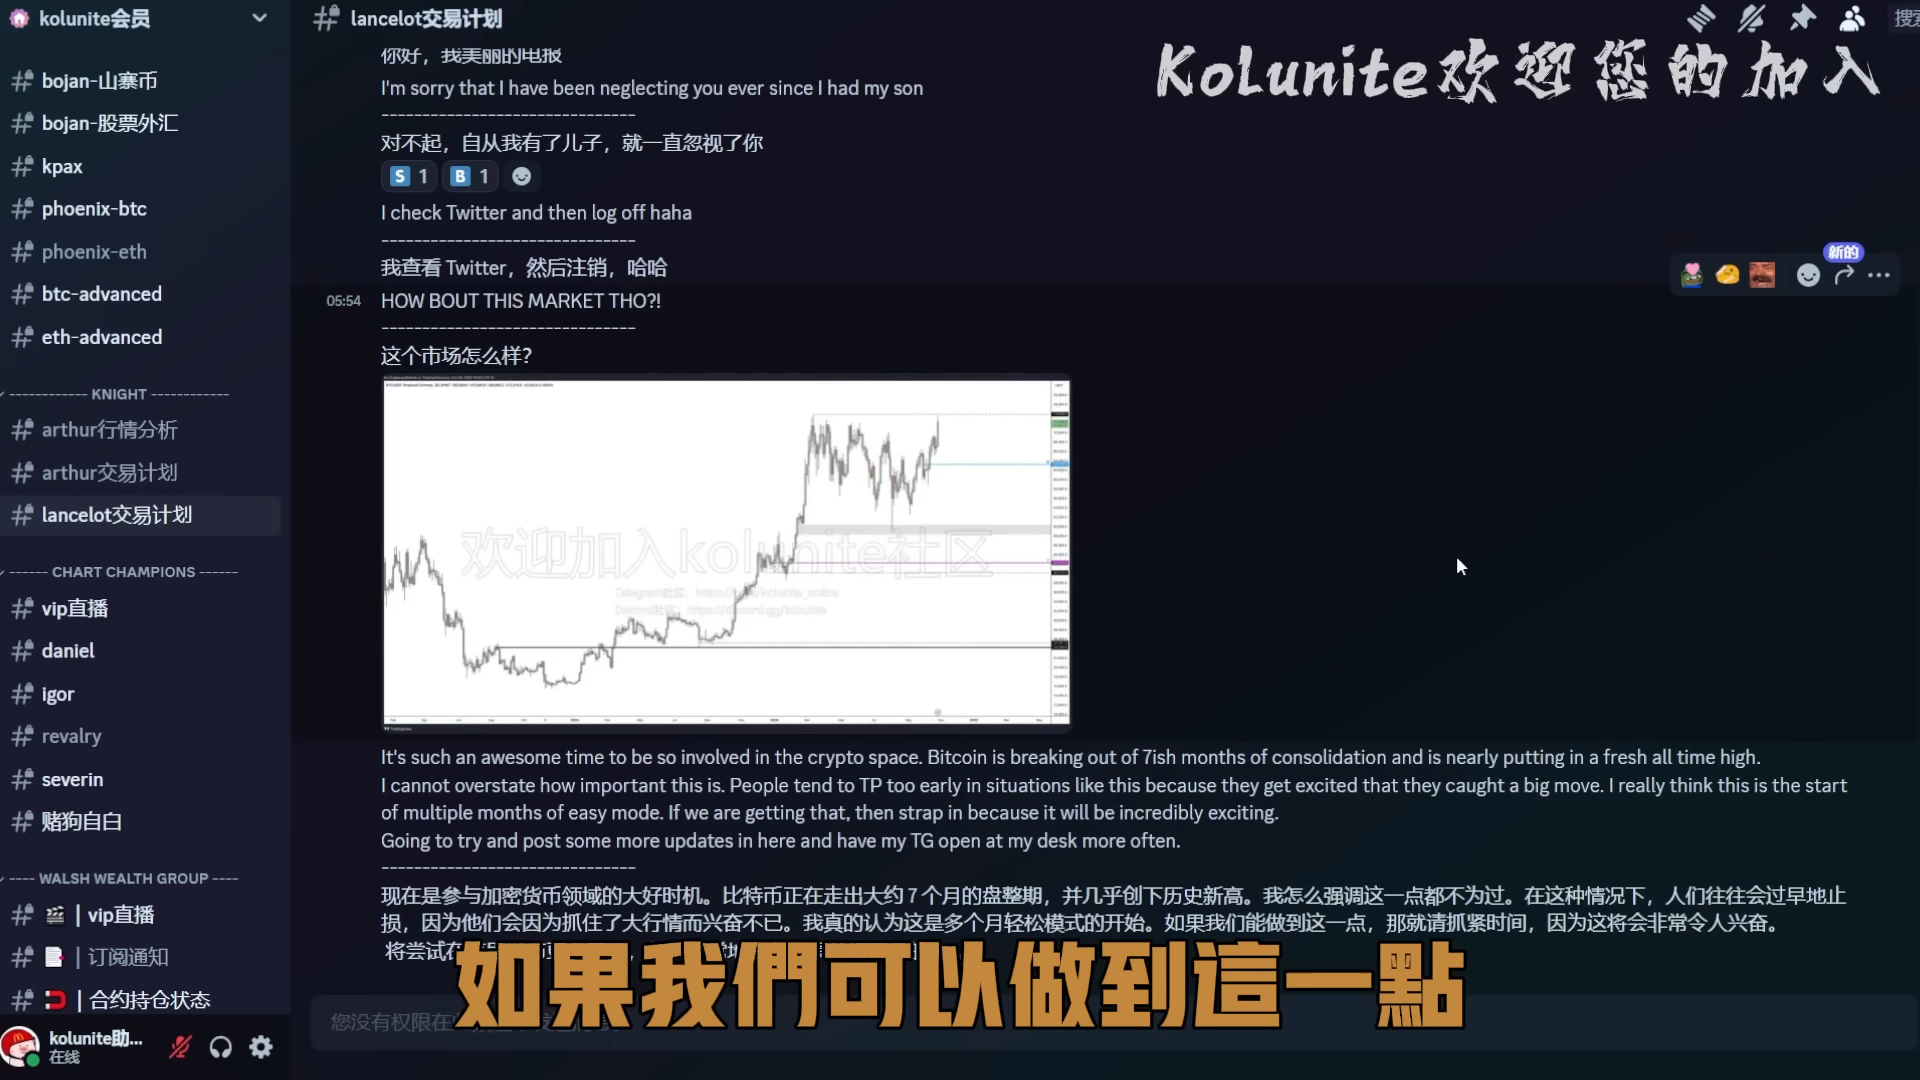 kolunite会员
bojan-山寨币
bojan-股票外汇
kpax
phoenix-btc
phoenix-eth
btc-advanced
eth-advanced
------------ KNIGHT ------------
arthur行情分析
arthur交易计划
lancelot交易计划
------ CHART CHAMPIONS ------
vip直播
daniel
igor
revalry
severin
赌狗自白
---- WALSH WEALTH GROUP ----
| vip直播
| 订阅通知
| 合约持仓状态
kolunite助...
在线
lancelot交易计划
搜索
Kolunite欢迎您的加入
你好，我美丽的电报
I'm sorry that I have been neglecting you ever since I had my son
-------------------------------
对不起，自从我有了儿子，就一直忽视了你
S 1 B 1
I check Twitter and then log off haha
-------------------------------
我查看 Twitter，然后注销，哈哈
新的
05:54 HOW BOUT THIS MARKET THO?!
-------------------------------
这个市场怎么样？
欢迎加入kolunite社区
It's such an awesome time to be so involved in the crypto space. Bitcoin is breaking out of 7ish months of consolidation and is nearly putting in a fresh all time high.
I cannot overstate how important this is. People tend to TP too early in situations like this because they get excited that they caught a big move. I really think this is the start
of multiple months of easy mode. If we are getting that, then strap in because it will be incredibly exciting.
Going to try and post some more updates in here and have my TG open at my desk more often.
-------------------------------
现在是参与加密货币领域的大好时机。比特币正在走出大约 7 个月的盘整期，并几乎创下历史新高。我怎么强调这一点都不为过。在这种情况下，人们往往会过早地止
损，因为他们会因为抓住了大行情而兴奋不已。我真的认为这是多个月轻松模式的开始。如果我们能做到这一点，那就请抓紧时间，因为这将会非常令人兴奋。
将尝试在
如果我們可以做到這一點
您没有权限在